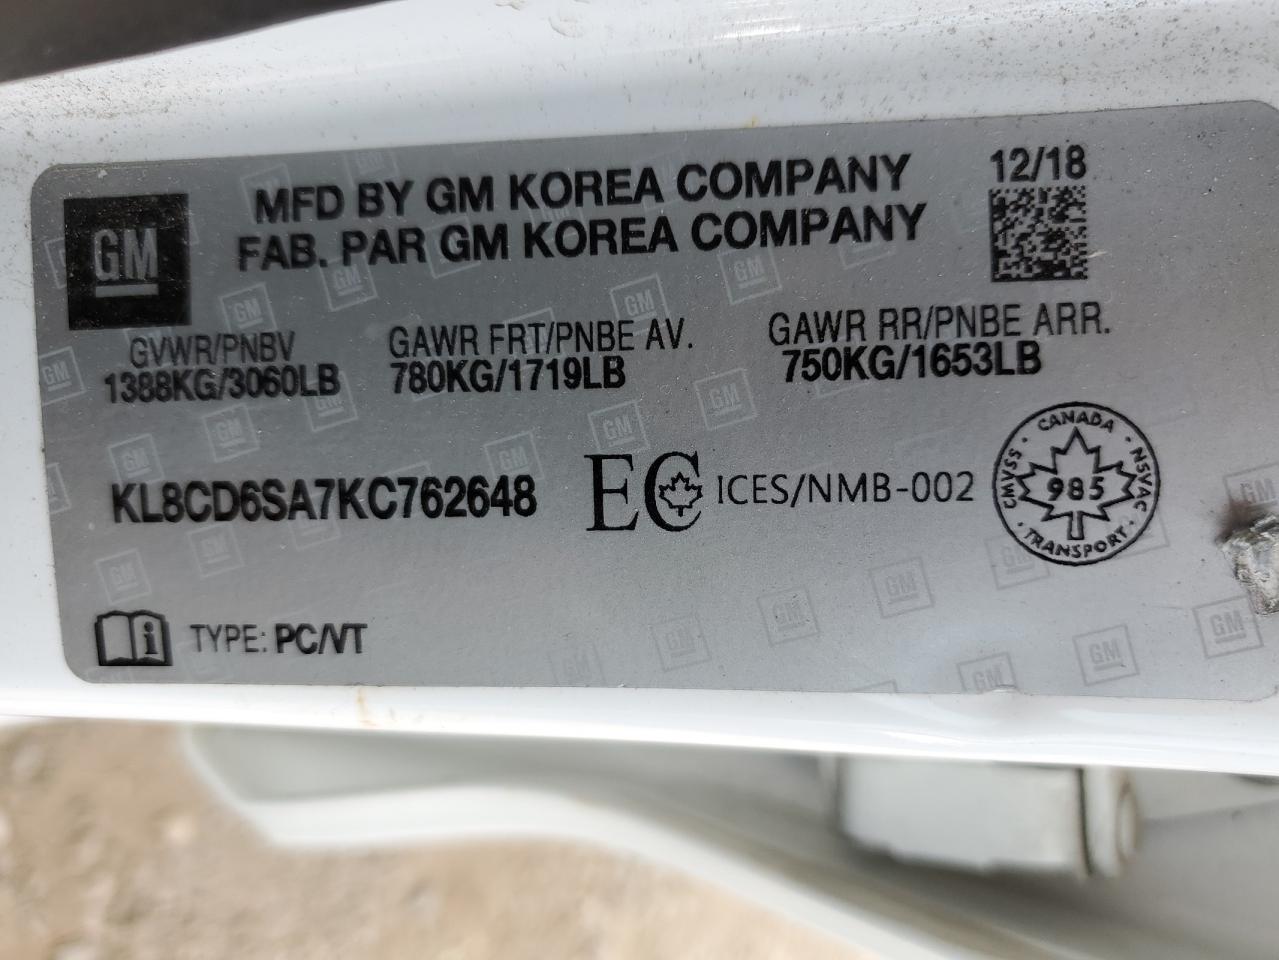 GM
MFD BY GM KOREA COMPANY
FAB. PAR GM KOREA COMPANY
12/18
GVWR/PNBV
1388KG/3060LB
GAWR FRT/PNBE AV.
780KG/1719LB
GAWR RR/PNBE ARR.
750KG/1653LB
KL8CD6SA7KC762648
EC ICES/NMB-002
CANADA
CMVSS 985 NSVAC
TRANSPORT
i TYPE: PC/VT